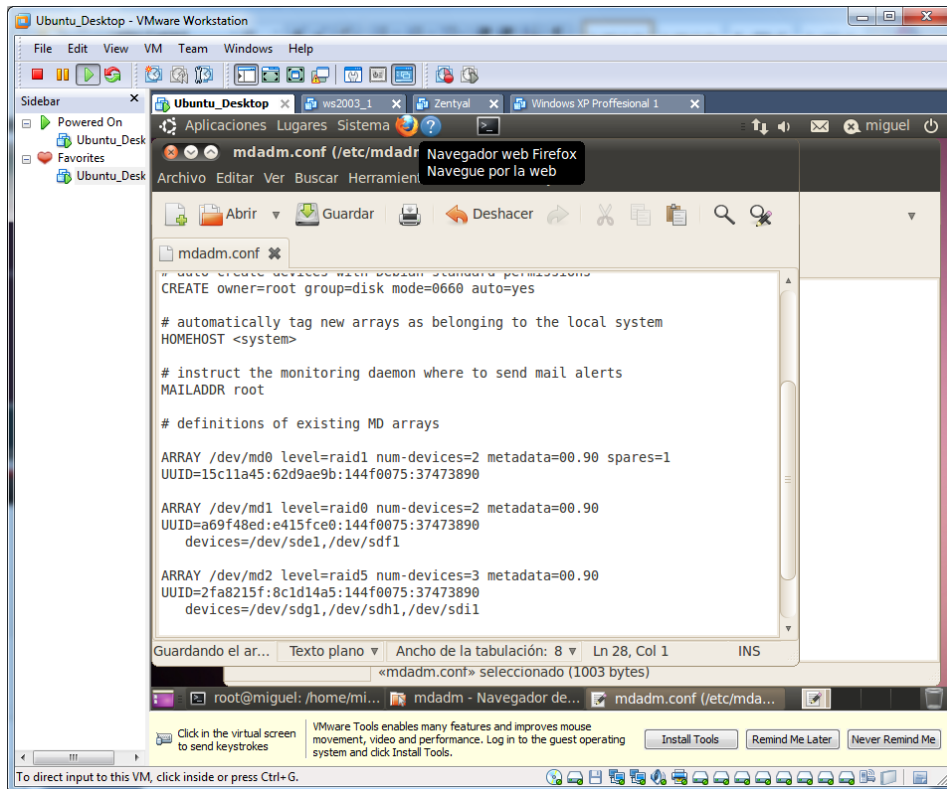 Ubuntu_Desktop - VMware Workstation
File Edit View VM Team Windows Help
Sidebar ×
Powered On
Ubuntu_Desk
Favorites
Ubuntu_Desk
Ubuntu_Desktop × ws2003_1 × Zentyal × Windows XP Proffesional 1 ×
Aplicaciones Lugares Sistema miguel
mdadm.conf (/etc/mdadr
Navegador web Firefox
Navegue por la web
Archivo Editar Ver Buscar Herramien
Abrir Guardar Deshacer
mdadm.conf
# auto-create devices with Debian standard permissions
CREATE owner=root group=disk mode=0660 auto=yes
# automatically tag new arrays as belonging to the local system
HOMEHOST <system>
# instruct the monitoring daemon where to send mail alerts
MAILADDR root
# definitions of existing MD arrays
ARRAY /dev/md0 level=raid1 num-devices=2 metadata=00.90 spares=1
UUID=15c11a45:62d9ae9b:144f0075:37473890
ARRAY /dev/md1 level=raid0 num-devices=2 metadata=00.90
UUID=a69f48ed:e415fce0:144f0075:37473890
devices=/dev/sde1,/dev/sdf1
ARRAY /dev/md2 level=raid5 num-devices=3 metadata=00.90
UUID=2fa8215f:8c1d14a5:144f0075:37473890
devices=/dev/sdg1,/dev/sdh1,/dev/sdi1
Guardando el ar... Texto plano Ancho de la tabulación: 8 Ln 28, Col 1 INS
«mdadm.conf» seleccionado (1003 bytes)
root@miguel: /home/mi... mdadm - Navegador de... mdadm.conf (/etc/mda...
Click in the virtual screen
to send keystrokes
VMware Tools enables many features and improves mouse
movement, video and performance. Log in to the guest operating
system and click Install Tools.
Install Tools Remind Me Later Never Remind Me
To direct input to this VM, click inside or press Ctrl+G.